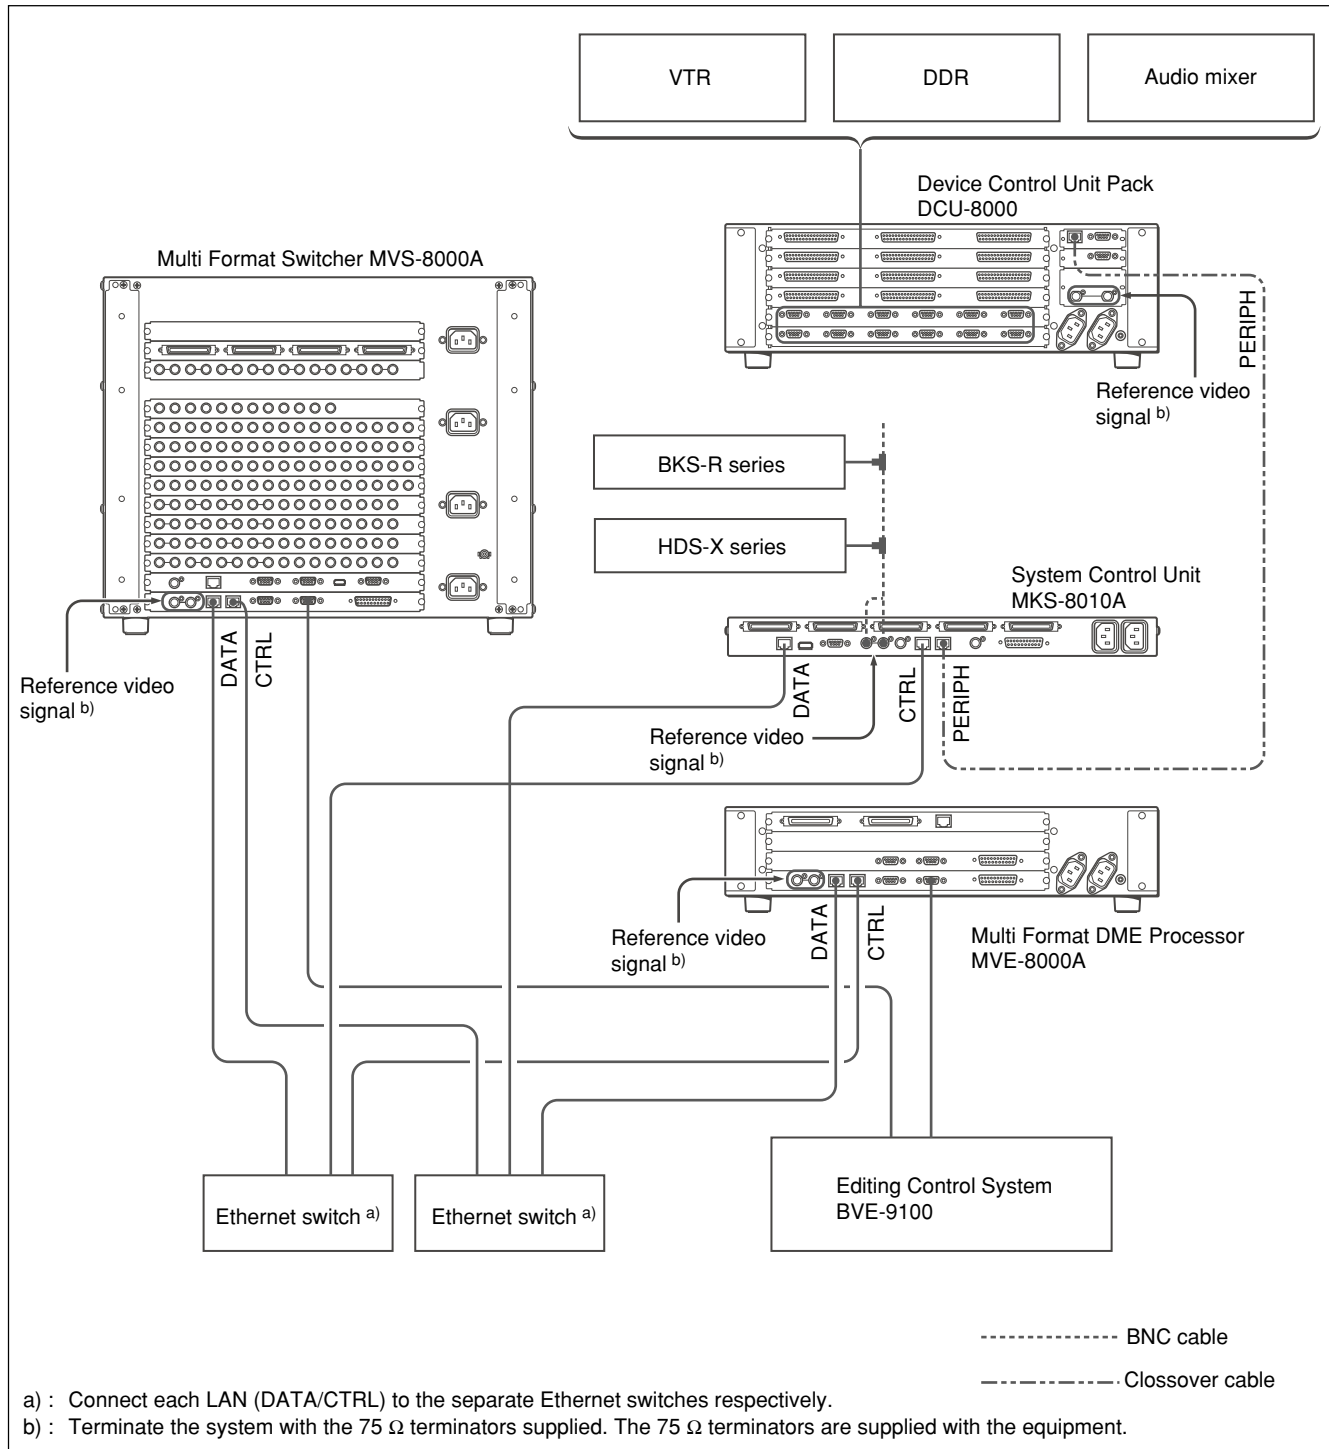 VTR
DDR
Audio mixer
Device Control Unit Pack
DCU-8000
Multi Format Switcher MVS-8000A
PERIPH
Reference video
signal b)
BKS-R series
HDS-X series
System Control Unit
MKS-8010A
DATA
CTRL
Reference video
signal b)
DATA
CTRL
PERIPH
Reference video
signal b)
Reference video
signal b)
DATA
CTRL
Multi Format DME Processor
MVE-8000A
Ethernet switch a)
Ethernet switch a)
Editing Control System
BVE-9100
BNC cable
Clossover cable
a) : Connect each LAN (DATA/CTRL) to the separate Ethernet switches respectively.
b) : Terminate the system with the 75 Ω terminators supplied. The 75 Ω terminators are supplied with the equipment.